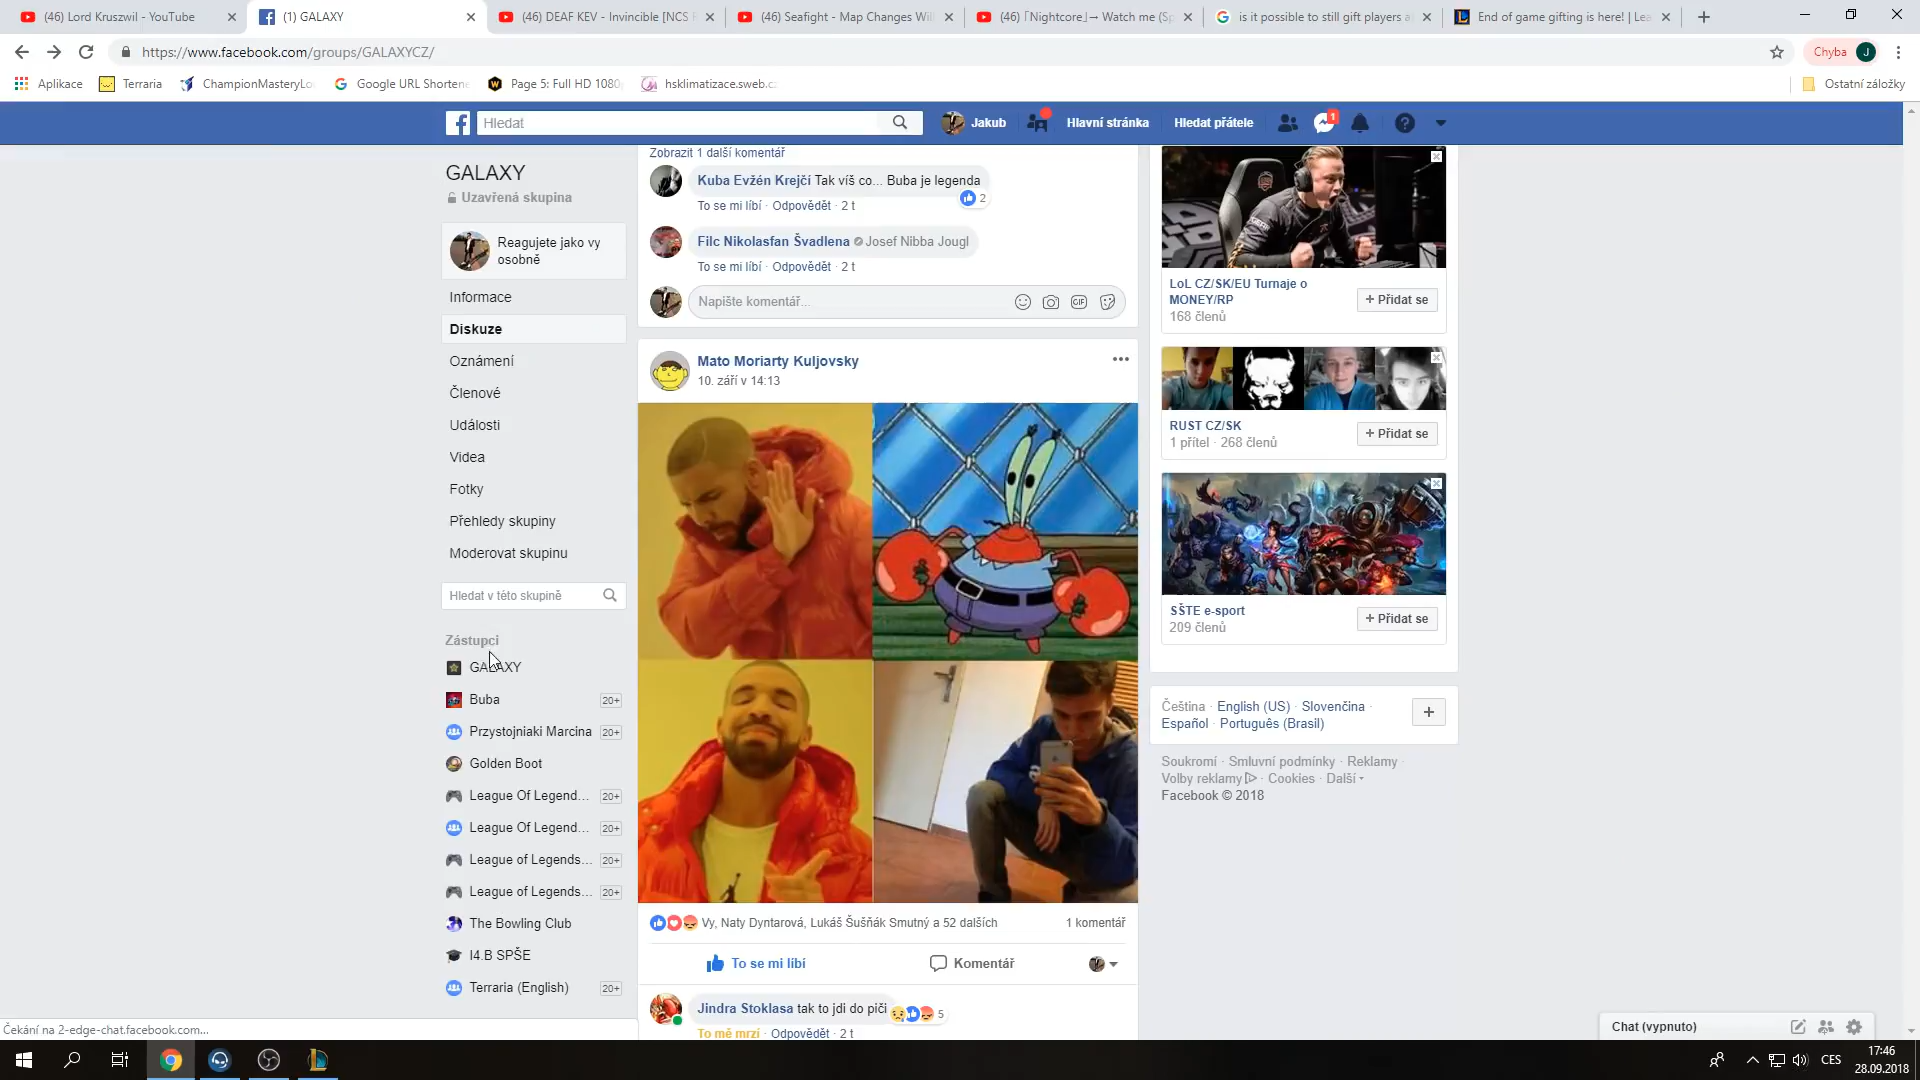 (46) Lord Kruszwil - YouTube
(1) GALAXY
(46) DEAF KEV - Invincible [NCS R
(46) Seafight - Map Changes Wil
(46) 「Nightcore」→ Watch me (Sp
is it possible to still gift players a
End of game gifting is here! | Lea
https://www.facebook.com/groups/GALAXYCZ/
Chyba
J
Aplikace
Terraria
ChampionMasteryLo
Google URL Shortene
Page 5: Full HD 1080p
hsklimatizace.sweb.cz
Ostatní záložky
Hledat
Jakub
Hlavní stránka
Hledat přátele
1
GALAXY
Uzavřená skupina
Reagujete jako vy
osobně
Informace
Diskuze
Oznámení
Členové
Události
Videa
Fotky
Přehledy skupiny
Moderovat skupinu
Hledat v této skupině
Zástupci
GALAXY
Buba 20+
Przystojniaki Marcina 20+
Golden Boot
League Of Legend... 20+
League Of Legend... 20+
League of Legends... 20+
League of Legends... 20+
The Bowling Club
I4.B SPŠE
Terraria (English) 20+
Čekání na 2-edge-chat.facebook.com...
Zobrazit 1 další komentář
Kuba Evžén Krejčí Tak víš co... Buba je legenda
2
To se mi líbí · Odpovědět · 2 t
Filc Nikolasfan Švadlena Josef Nibba Jougl
To se mi líbí · Odpovědět · 2 t
Napište komentář...
GIF
Mato Moriarty Kuljovsky
10. září v 14:13
Vy, Naty Dyntarová, Lukáš Šušňák Smutný a 52 dalších
1 komentář
To se mi líbí
Komentář
Jindra Stoklasa tak to jdi do piči
5
To mě mrzí · Odpovědět · 2 t
LoL CZ/SK/EU Turnaje o
MONEY/RP
168 členů
+ Přidat se
RUST CZ/SK
1 přítel · 268 členů
+ Přidat se
SŠTE e-sport
209 členů
+ Přidat se
Čeština · English (US) · Slovenčina ·
Español · Português (Brasil)
+
Soukromí · Smluvní podmínky · Reklamy ·
Volby reklamy · Cookies · Další
Facebook © 2018
Chat (vypnuto)
CES
17:46
28.09.2018